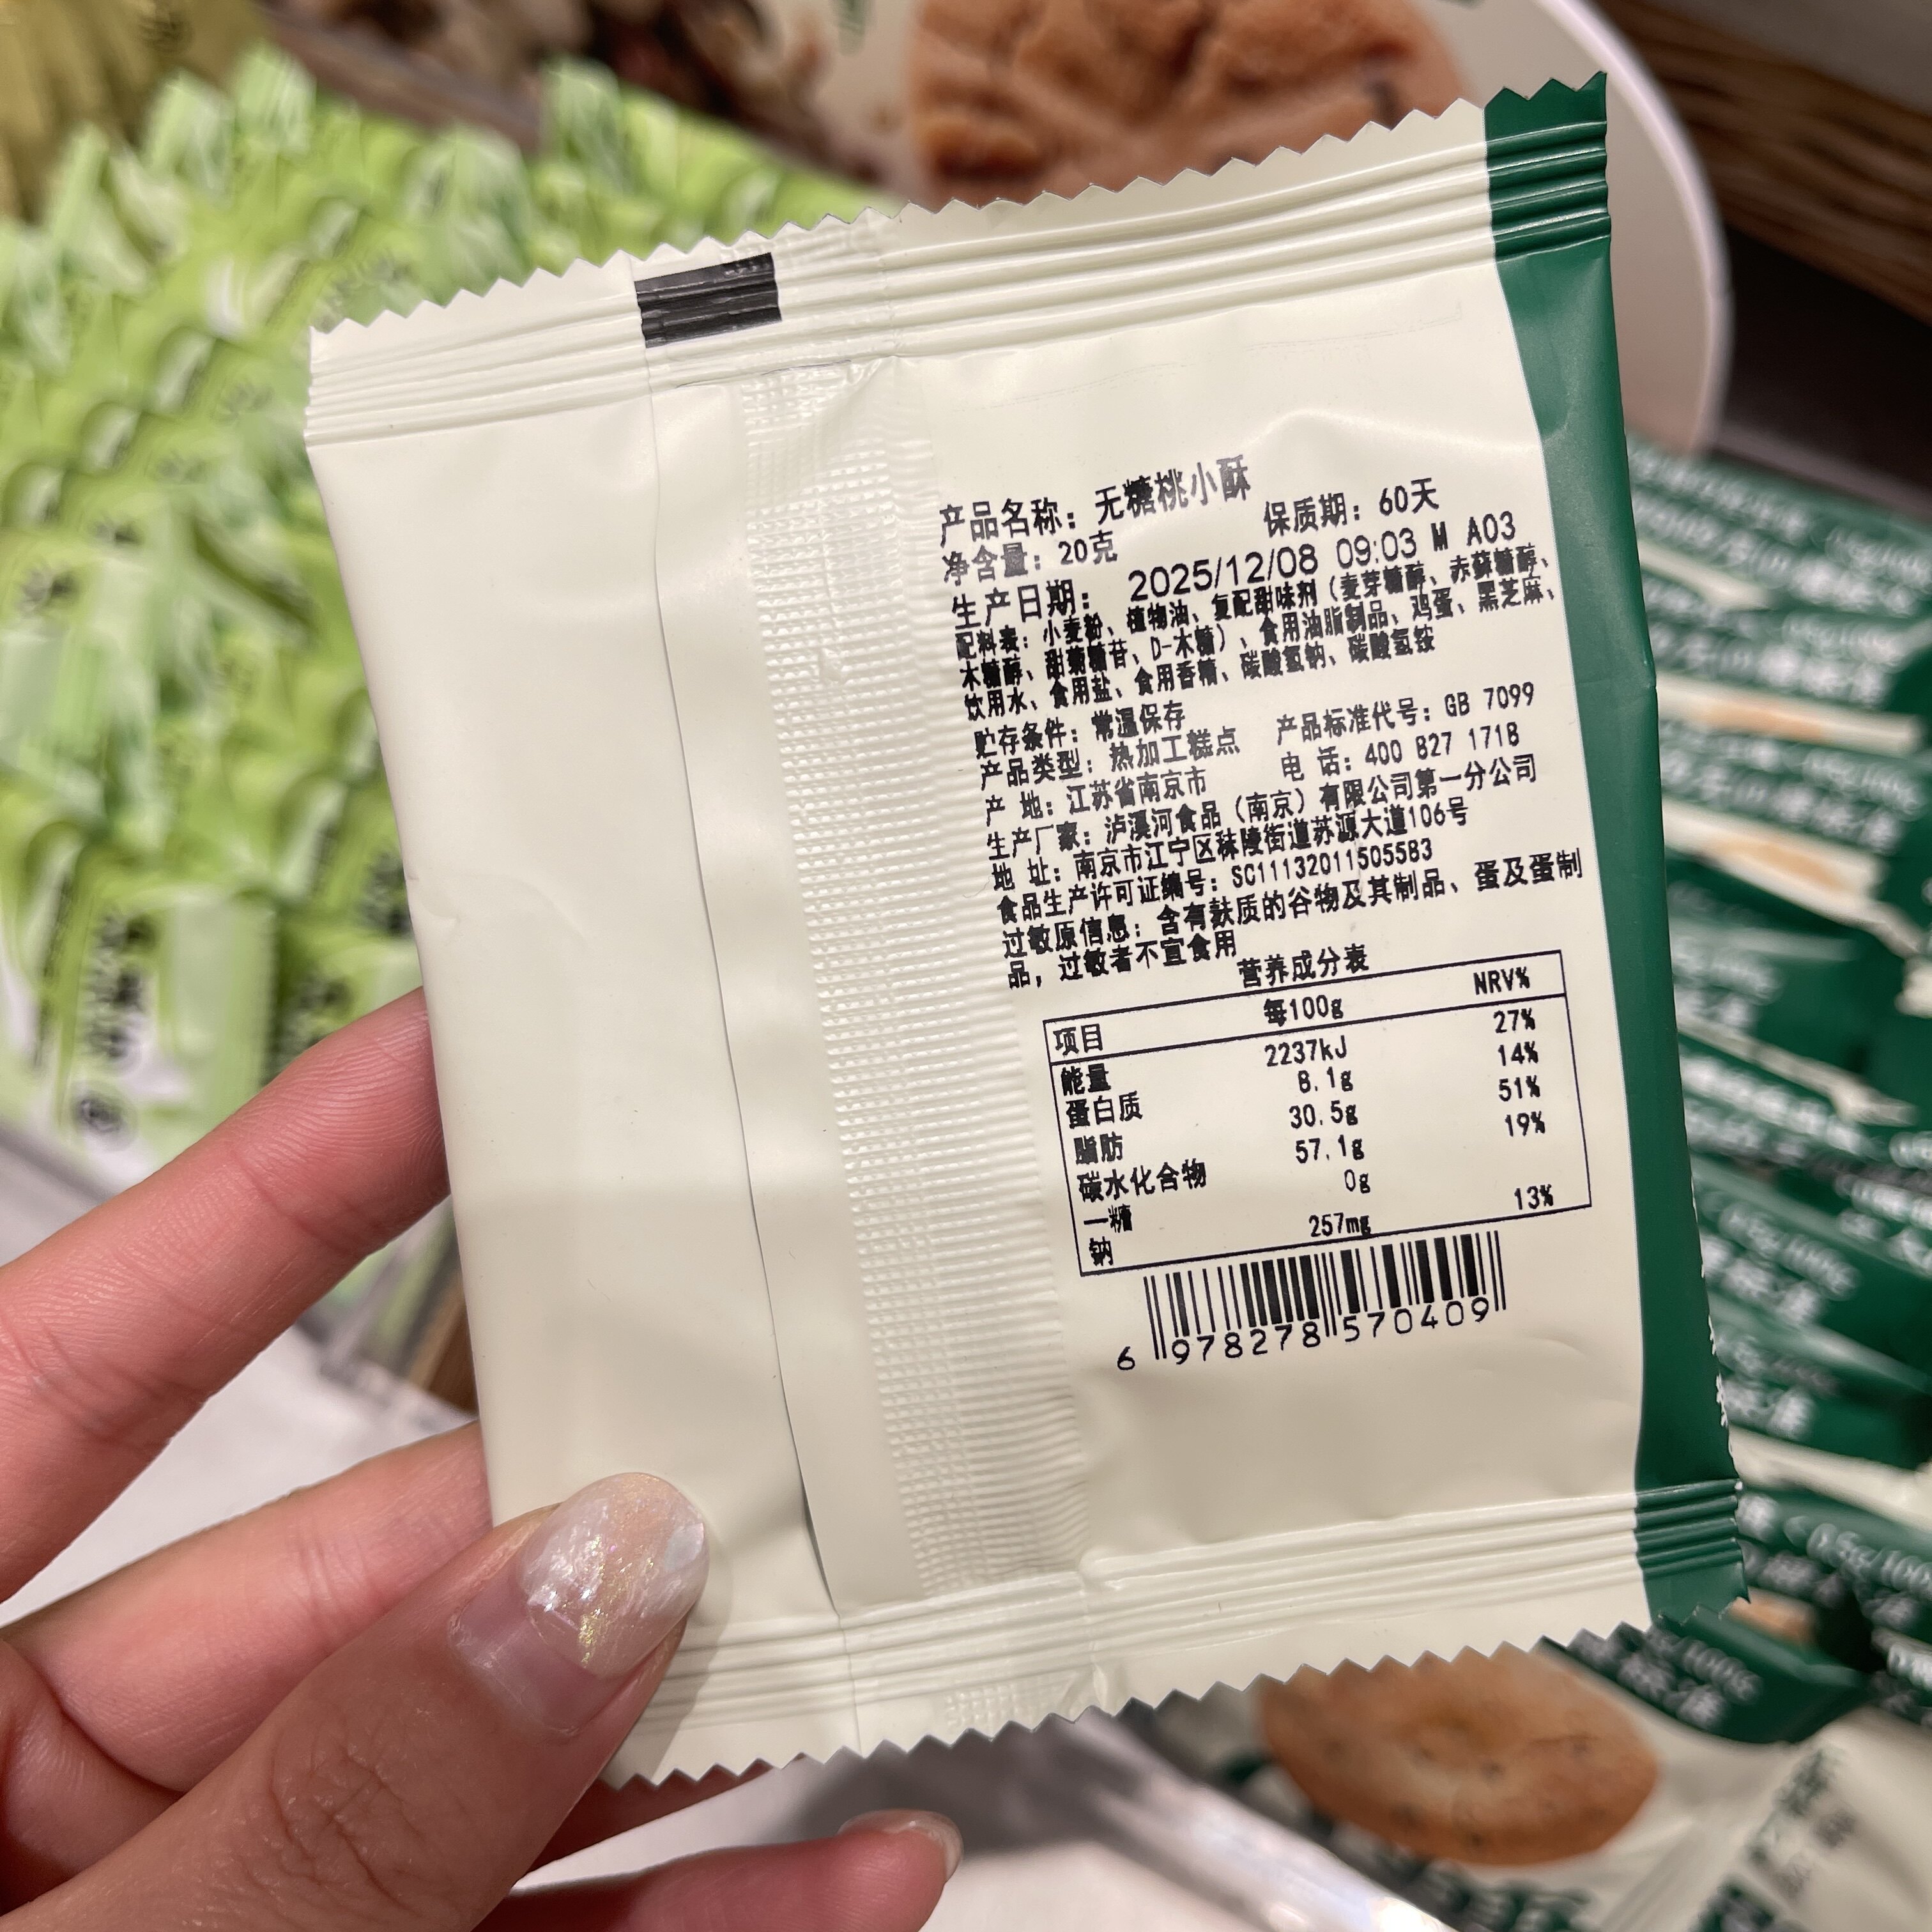 产品名称：无糖桃小酥
净含量：20克 保质期：60天
生产日期：2025/12/08 09:03 M A03
配料表：小麦粉、植物油、复配甜味剂（麦芽糖醇、赤藓糖醇、
木糖醇、甜菊糖苷、D-木糖）、食用油脂制品、鸡蛋、黑芝麻、
饮用水、食用盐、食用香精、碳酸氢钠、碳酸氢铵
贮存条件：常温保存
产品类型：热加工糕点 产品标准代号：GB 7099
产 地：江苏省南京市 电 话：400 827 1718
生产厂家：泸溪河食品（南京）有限公司第一分公司
地 址：南京市江宁区秣陵街道苏源大道106号
食品生产许可证编号：SC11132011505583
过敏原信息：含有麸质的谷物及其制品、蛋及蛋制
品，过敏者不宜食用
营养成分表
项目 每100g NRV%
能量 2237kJ 27%
蛋白质 8.1g 14%
脂肪 30.5g 51%
碳水化合物 57.1g 19%
—糖 0g
钠 257mg 13%
6 978278 570409